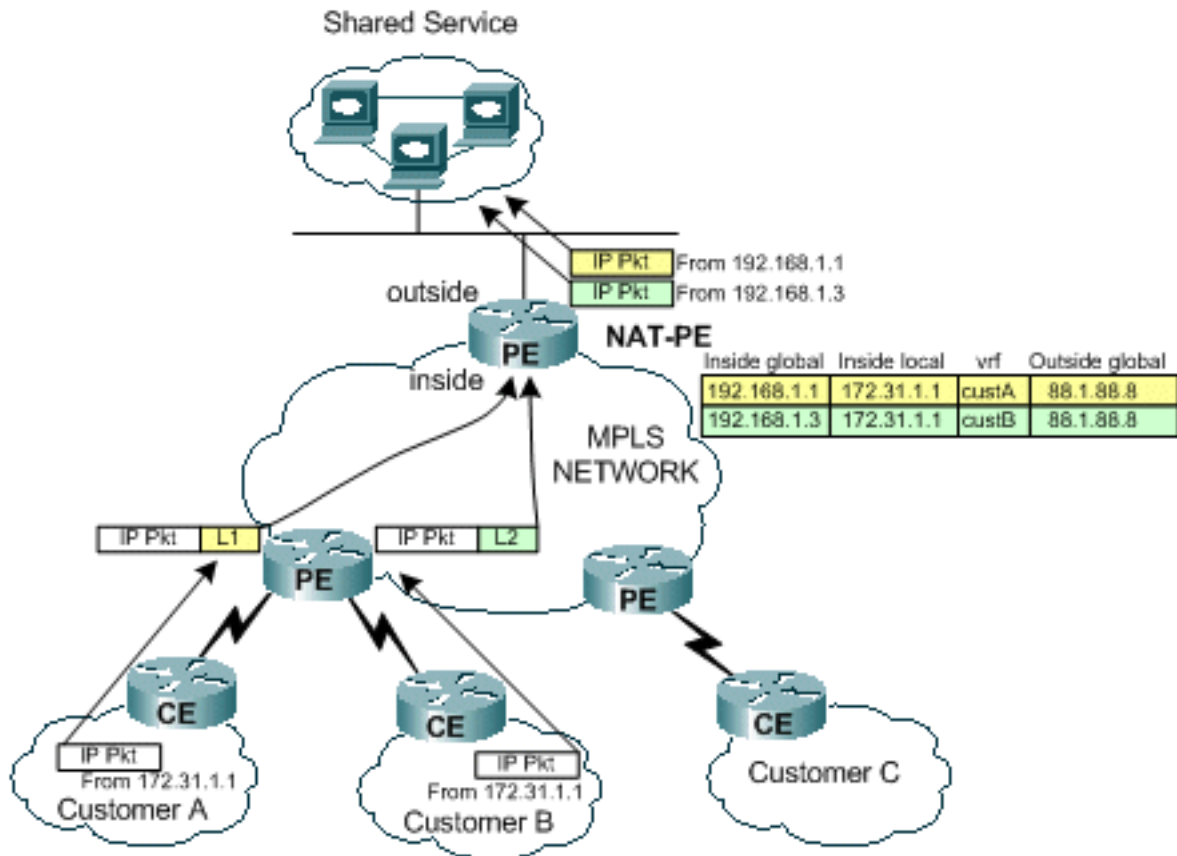 Shared Service
IP Pkt From 192.168.1.1
IP Pkt From 192.168.1.3
outside
PE
NAT-PE
inside
Inside global Inside local vrf Outside global
192.168.1.1 172.31.1.1 custA 88.1.88.8
192.168.1.3 172.31.1.1 custB 88.1.88.8
MPLS
NETWORK
IP Pkt L1
IP Pkt L2
PE
PE
CE
CE
CE
IP Pkt
From 172.31.1.1
Customer A
IP Pkt
From 172.31.1.1
Customer B
Customer C